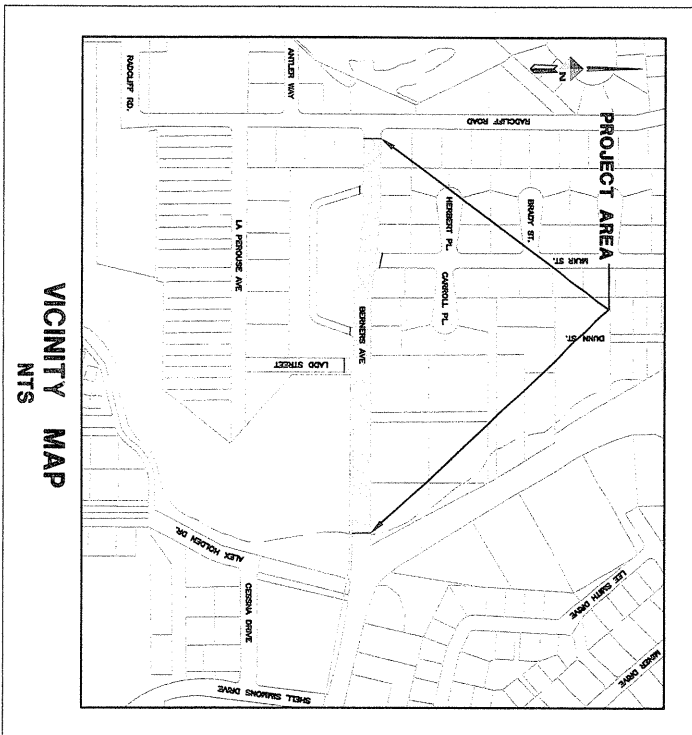 PROJECT AREA
N
RADCLIFF ROAD
ANTLER WAY
RADCLIFF RD.
MUIR ST.
BRADY ST.
HERBERT PL.
CARROLL PL.
DUNN ST.
BERNERS AVE
LA PEROUSE AVE
LADD STREET
LEE SMITH DRIVE
MINER DRIVE
ALEX HOLDEN DR.
CESSNA DRIVE
SHELL SIMMONS DRIVE
VICINITY MAP
NTS